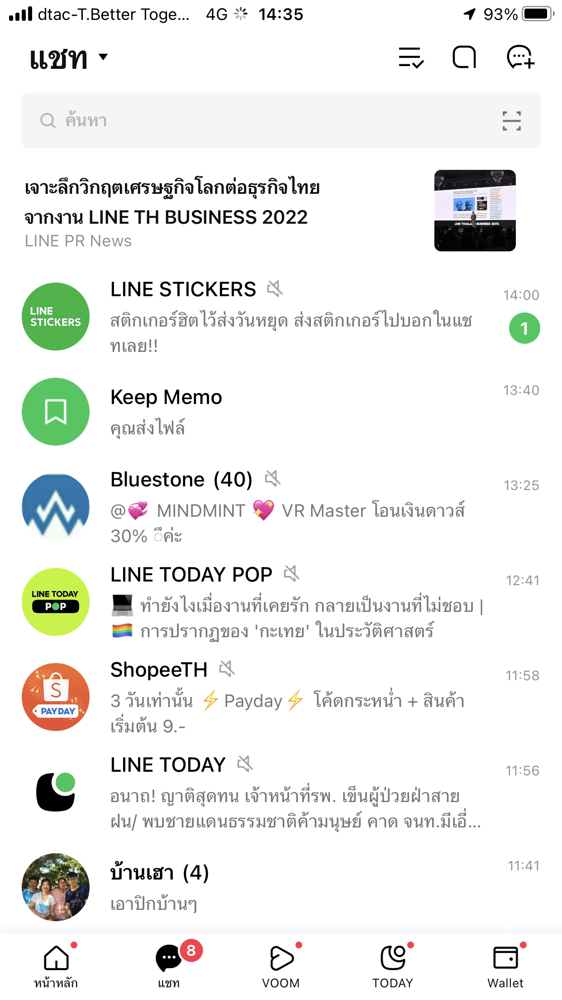 dtac-T.Better Toge... 4G 14:35 93%
แชท
ค้นหา
เจาะลึกวิกฤตเศรษฐกิจโลกต่อธุรกิจไทย
จากงาน LINE TH BUSINESS 2022
LINE PR News
LINE THAILAND BUSINESS 2022
LINE STICKERS
14:00
LINE
STICKERS
สติกเกอร์ฮิตไว้ส่งวันหยุด ส่งสติกเกอร์ไปบอกในแช
ทเลย!!
1
Keep Memo
13:40
คุณส่งไฟล์
Bluestone (40)
13:25
@💞 MINDMINT 💖 VR Master โอนเงินดาวส์
30% ึค่ะ
LINE TODAY POP
12:41
LINE TODAY
POP
💻 ทำยังไงเมื่องานที่เคยรัก กลายเป็นงานที่ไม่ชอบ |
🏳️‍🌈 การปรากฏของ 'กะเทย' ในประวัติศาสตร์
ShopeeTH
11:58
S
PAYDAY
3 วันเท่านั้น ⚡Payday⚡ โค้ดกระหน่ำ + สินค้า
เริ่มต้น 9.-
LINE TODAY
11:56
อนาถ! ญาติสุดทน เจ้าหน้าที่รพ. เข็นผู้ป่วยฝ่าสาย
ฝน/ พบชายแดนธรรมชาติค้ามนุษย์ คาด จนท.มีเอี่...
บ้านเฮา (4)
11:41
เอาปิกบ้านๆ
8
หน้าหลัก แชท VOOM TODAY Wallet